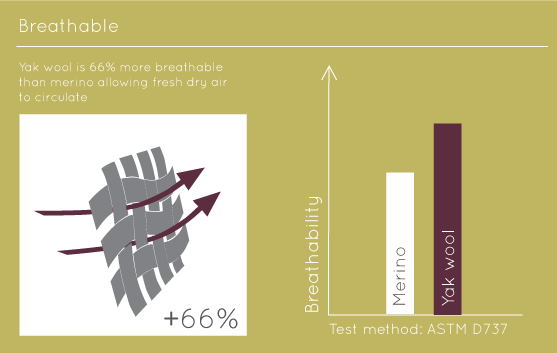 Breathable
Yak wool is 66% more breathable
than merino allowing fresh dry air
to circulate
+66%
Breathability
Merino
Yak wool
Test method: ASTM D737